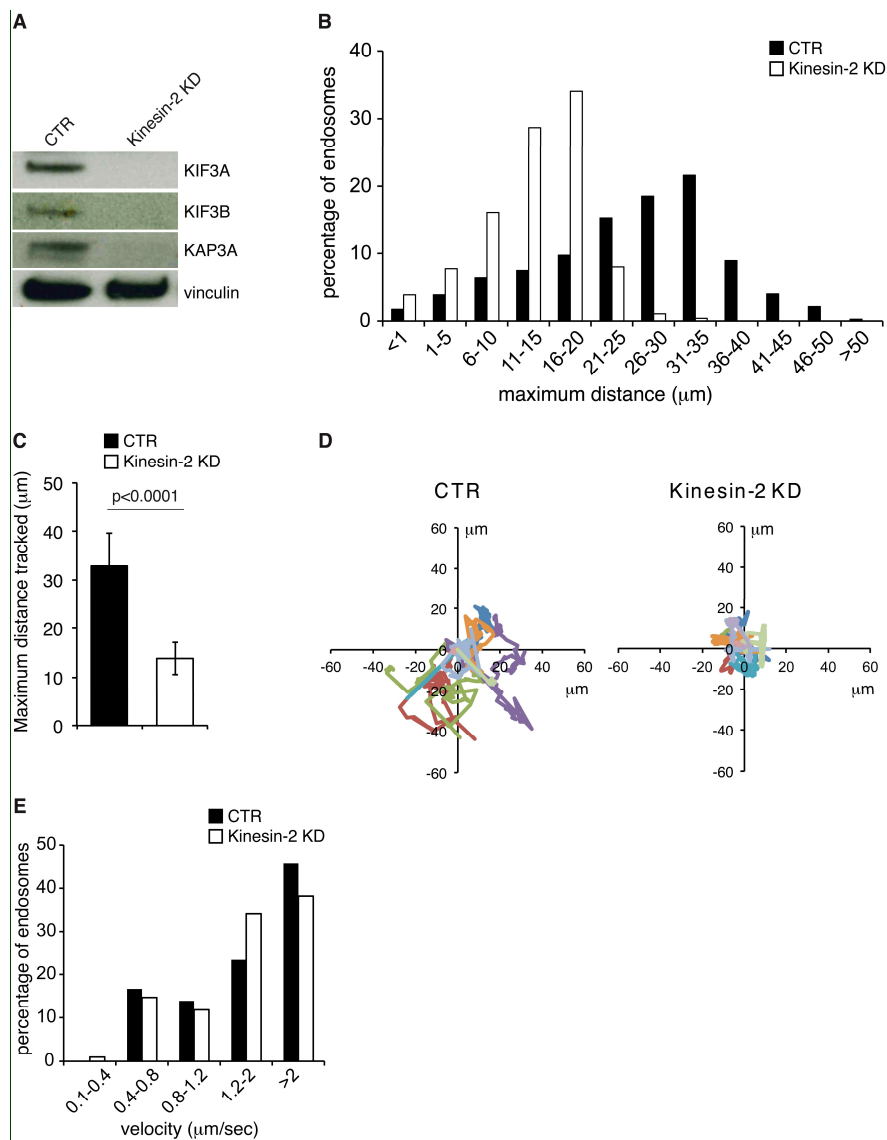 A
CTR
Kinesin-2 KD
KIF3A
KIF3B
KAP3A
vinculin
B
CTR
Kinesin-2 KD
percentage of endosomes
40
30
20
10
0
<1
1-5
6-10
11-15
16-20
21-25
26-30
31-35
36-40
41-45
46-50
>50
maximum distance (μm)
C
CTR
Kinesin-2 KD
Maximum distance tracked (μm)
50
40
30
20
10
0
p<0.0001
D
CTR
60
μm
40
20
0
-60
-40
-20
0
20
40
60
μm
-20
-40
-60
Kinesin-2 KD
60
μm
40
20
0
-60
-40
-20
0
20
40
60
μm
-20
-40
-60
E
CTR
Kinesin-2 KD
percentage of endosomes
50
40
30
20
10
0
0.1-0.4
0.4-0.8
0.8-1.2
1.2-2
>2
velocity (μm/sec)